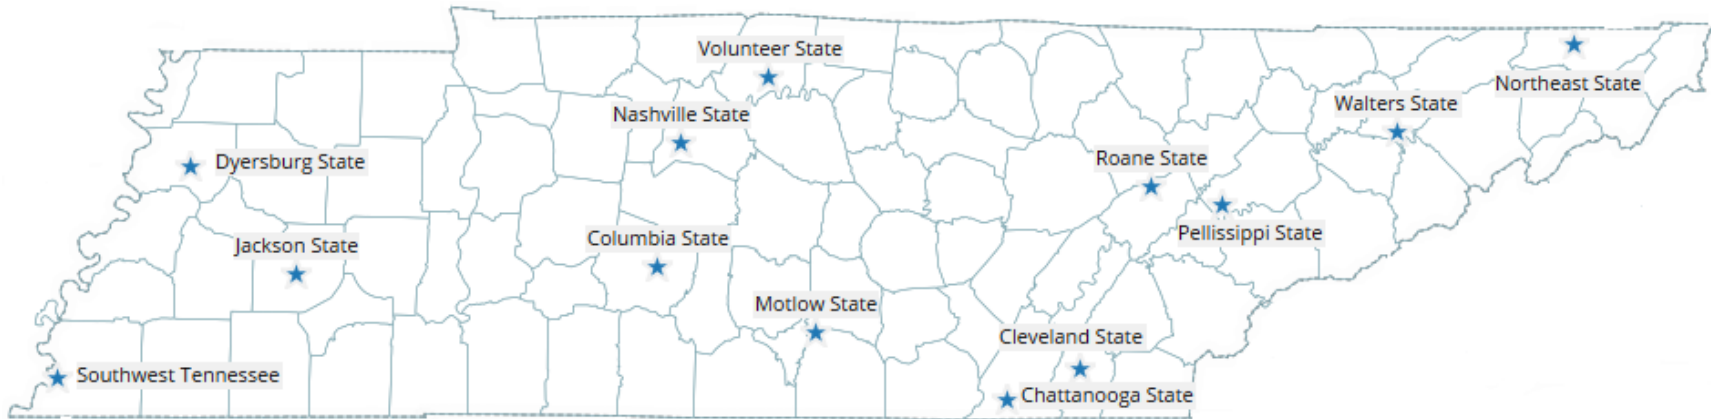 Volunteer State
Northeast State
Walters State
Nashville State
Roane State
Dyersburg State
Pellissippi State
Columbia State
Jackson State
Motlow State
Cleveland State
Southwest Tennessee
Chattanooga State